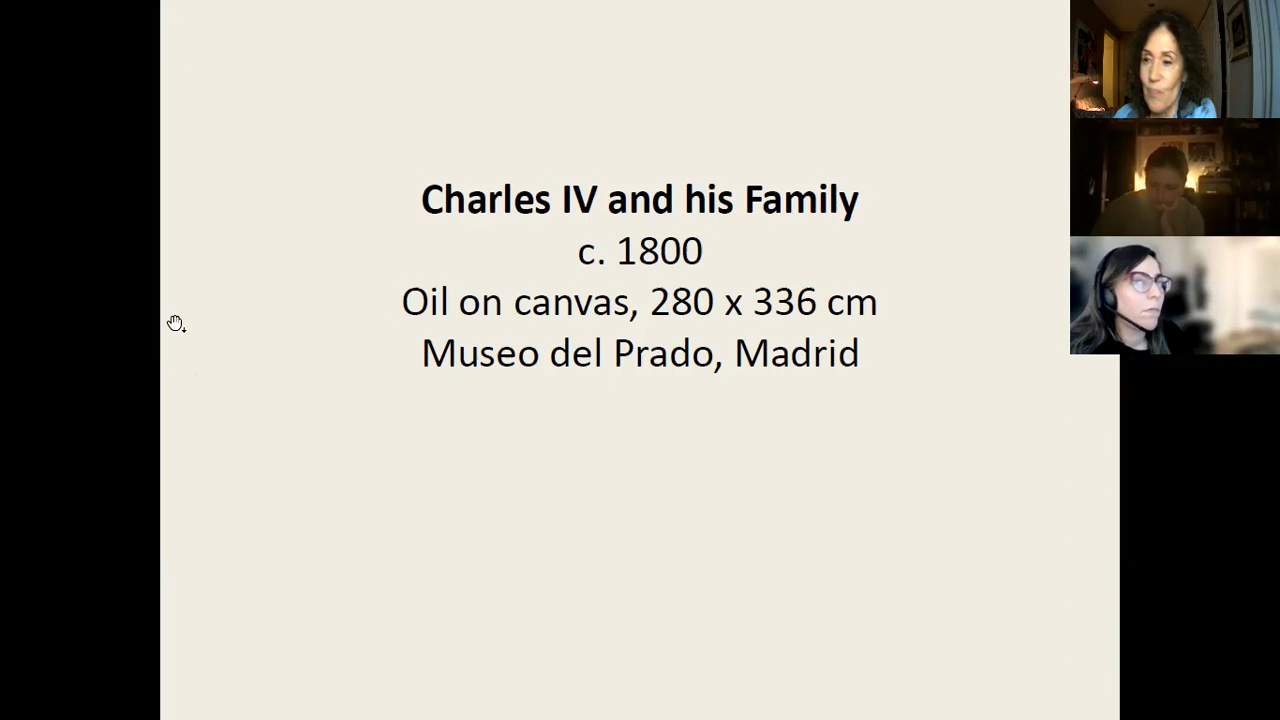 Charles IV and his Family
c. 1800
Oil on canvas, 280 x 336 cm
Museo del Prado, Madrid